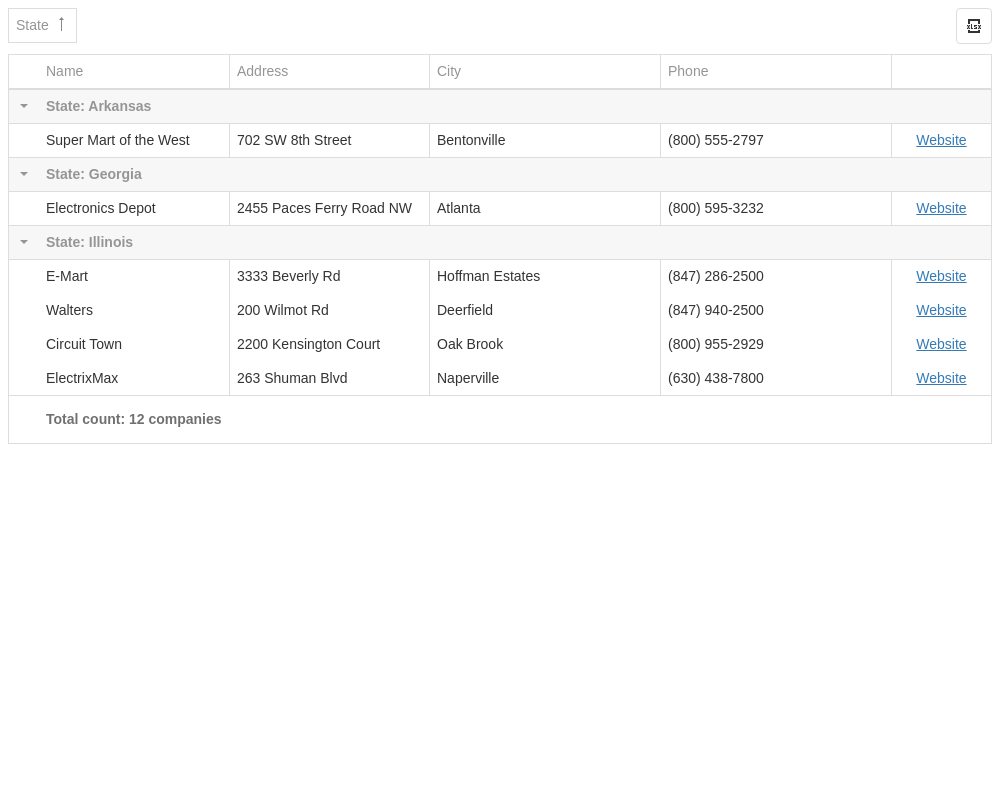 State
xlsx
Name Address City Phone
State: Arkansas
Super Mart of the West 702 SW 8th Street Bentonville (800) 555-2797 Website
State: Georgia
Electronics Depot 2455 Paces Ferry Road NW Atlanta (800) 595-3232 Website
State: Illinois
E-Mart 3333 Beverly Rd Hoffman Estates (847) 286-2500 Website
Walters 200 Wilmot Rd Deerfield (847) 940-2500 Website
Circuit Town 2200 Kensington Court Oak Brook (800) 955-2929 Website
ElectrixMax 263 Shuman Blvd Naperville (630) 438-7800 Website
Total count: 12 companies